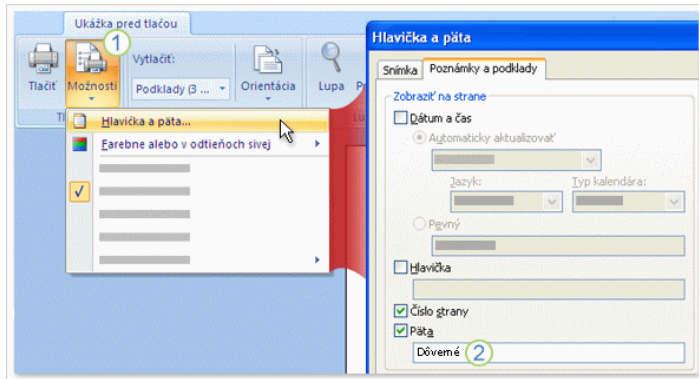 Ukážka pred tlačou
1
Vytlačiť:
Podklady (3 ...
Tlačiť
Možnosti
Orientácia
Lupa
Hlavička a päta...
Farebne alebo v odtieňoch sivej
Hlavička a päta
Snímka
Poznámky a podklady
Zobraziť na strane
Dátum a čas
Automaticky aktualizovať
Jazyk:
Typ kalendára:
Pevný
Hlavička
Číslo strany
Päta
Dôverné
2